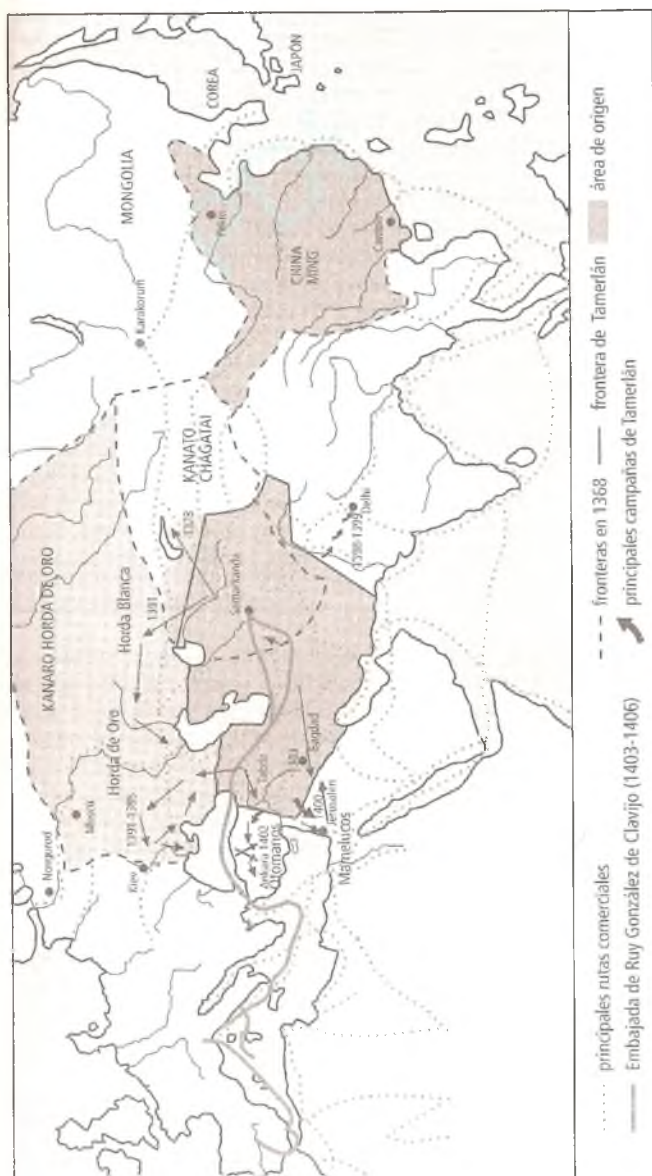 Novgorod
Moscú
Kiev
1391-1395
KANARO HORDA DE ORO
Horda de Oro
Horda Blanca
1391
KANATO
CHAGATAI
MONGOLIA
Karakorum
COREA
JAPÓN
Pekín
CHINA
MING
Cantón
Samarkanda
Delhi
(1398-1399)
Bagdad
Ankara 1402
Otomanos
1400
Jerusalén
Mamelucos
principales rutas comerciales
fronteras en 1368
frontera de Tamerlán
área de origen
Embajada de Ruy González de Clavijo (1403-1406)
principales campañas de Tamerlán